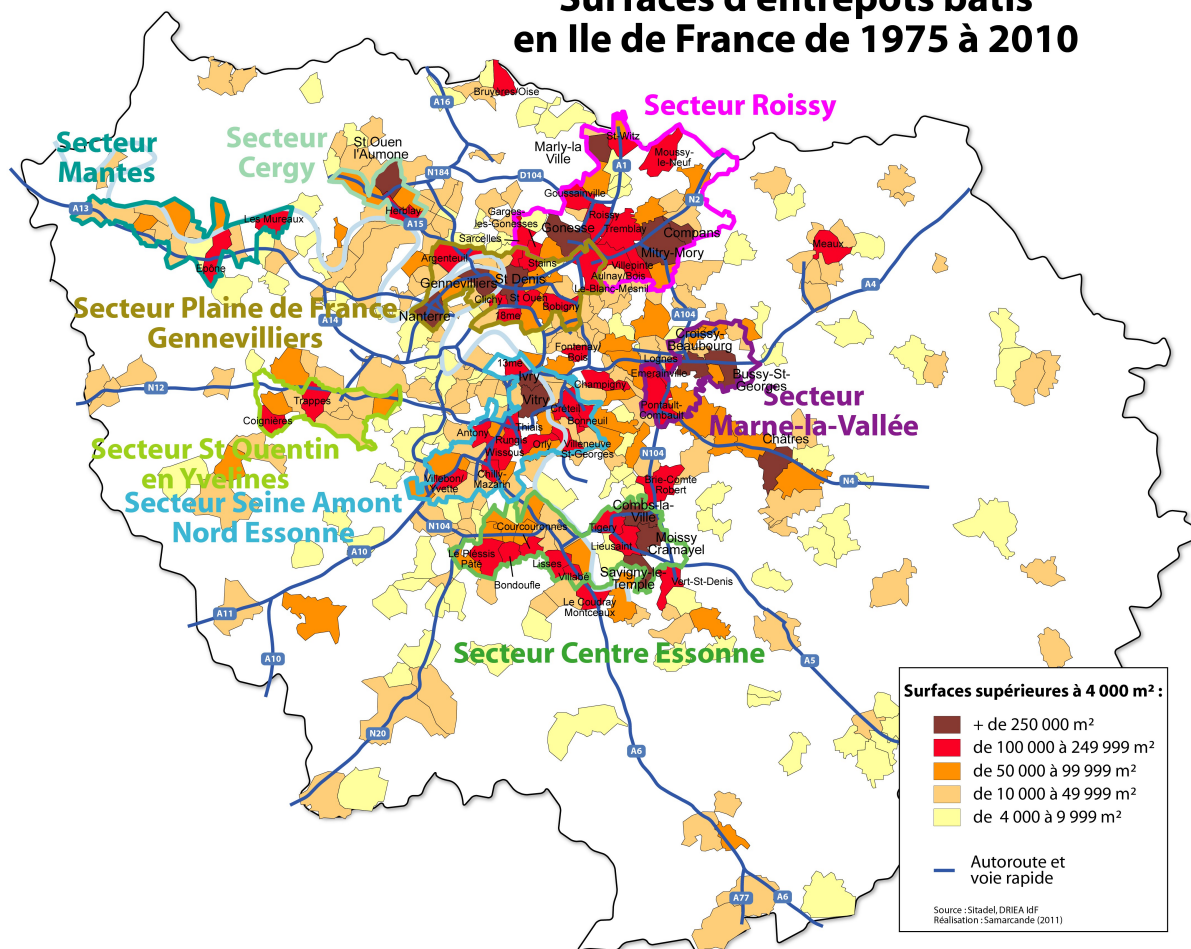 Surfaces d'entrepôts bâtis
en Ile de France de 1975 à 2010
Secteur Roissy
Secteur
Mantes
Secteur
Cergy
Secteur Plaine de France
Gennevilliers
Secteur St Quentin
en Yvelines
Secteur Seine Amont
Nord Essonne
Secteur
Marne-la-Vallée
Secteur Centre Essonne
Bruyères/Oise
A16
St Ouen
l'Aumone
N184
D104
Marly-la
Ville
St-Witz
A1
Moussy-
le-Neuf
N2
Goussainville
Herblay
A15
Garges-
les-Gonesses
Sarcelles
Gonesse
Roissy
Tremblay
Compans
Mitry-Mory
Villepinte
Aulnay/Bois
Le-Blanc-Mesnil
A13
Les Mureaux
Epône
Argenteuil
Stains
Gennevilliers
St Denis
Clichy
St Ouen
18me
Bobigny
Nanterre
A14
A104
Meaux
A4
Croissy-
Beaubourg
Bussy-St-
Georges
Lognes
Emerainville
Pontault-
Combault
Fontenay/
Bois
13me
Ivry
Vitry
Champigny
Créteil
Bonneuil
Thiais
Antony
Rungis
Wissous
Orly
Villeneuve
St-Georges
Villebon/
Yvette
Chilly-
Mazarin
N12
Trappes
Coignières
N104
Châtres
N4
Brie-Comte
Robert
Combs-la-
Ville
Moissy
Cramayel
Tigery
Lieusaint
Savigny-le-
Temple
Vert-St-Denis
N104
Courcouronnes
Le Plessis
Pâté
Bondoufle
Lisses
Villabé
Le Coudray
Montceaux
A10
A11
A10
N20
A6
A5
A77
A6
Surfaces supérieures à 4 000 m² :
+ de 250 000 m²
de 100 000 à 249 999 m²
de 50 000 à 99 999 m²
de 10 000 à 49 999 m²
de 4 000 à 9 999 m²
Autoroute et
voie rapide
Source : Sitadel, DRIEA IdF
Réalisation : Samarcande (2011)